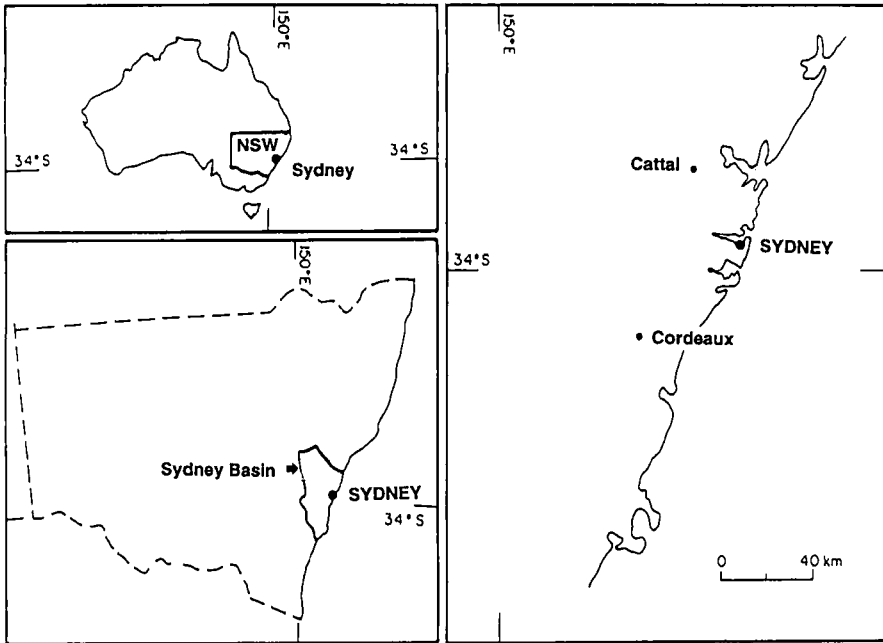 150°E
NSW
34°S
34°S
Sydney
150°E
Sydney Basin
SYDNEY
34°S
150°E
Cattal
SYDNEY
34°S
Cordeaux
0 40 km